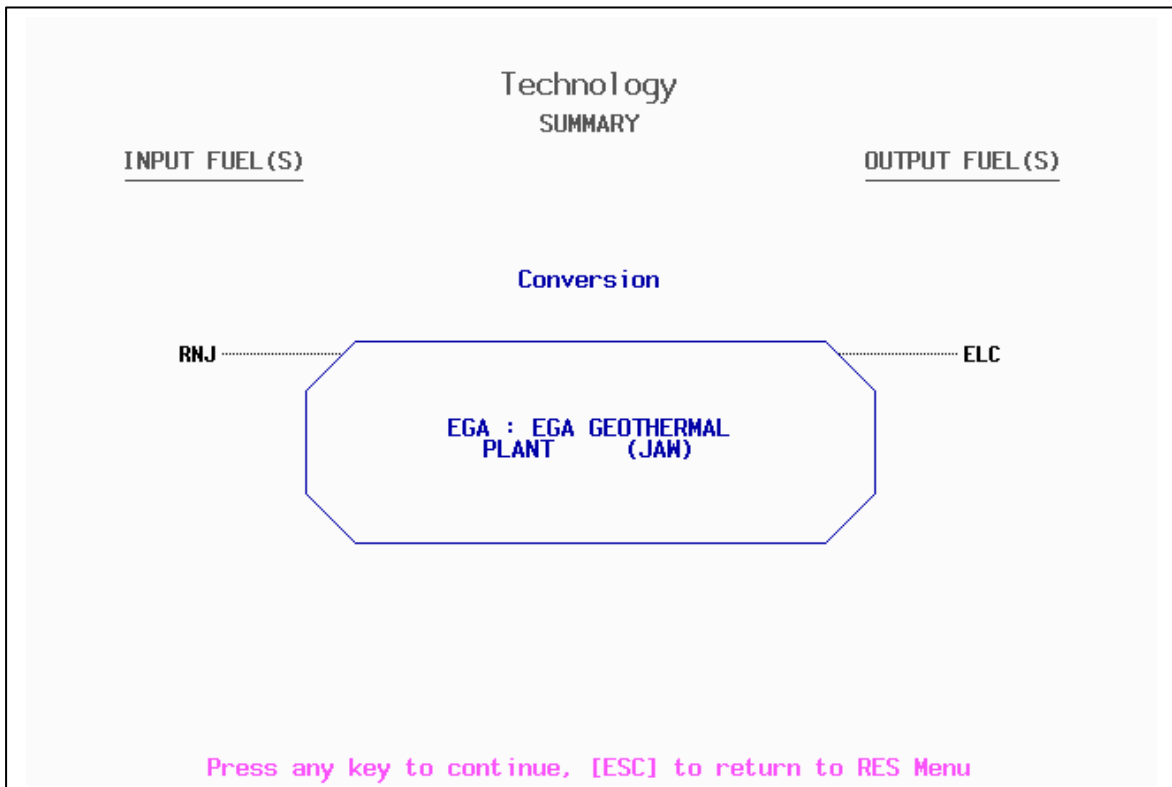 Technology
SUMMARY
INPUT FUEL(S) OUTPUT FUEL(S)
Conversion
RNJ ELC
EGA : EGA GEOTHERMAL
PLANT (JAW)
Press any key to continue, [ESC] to return to RES Menu